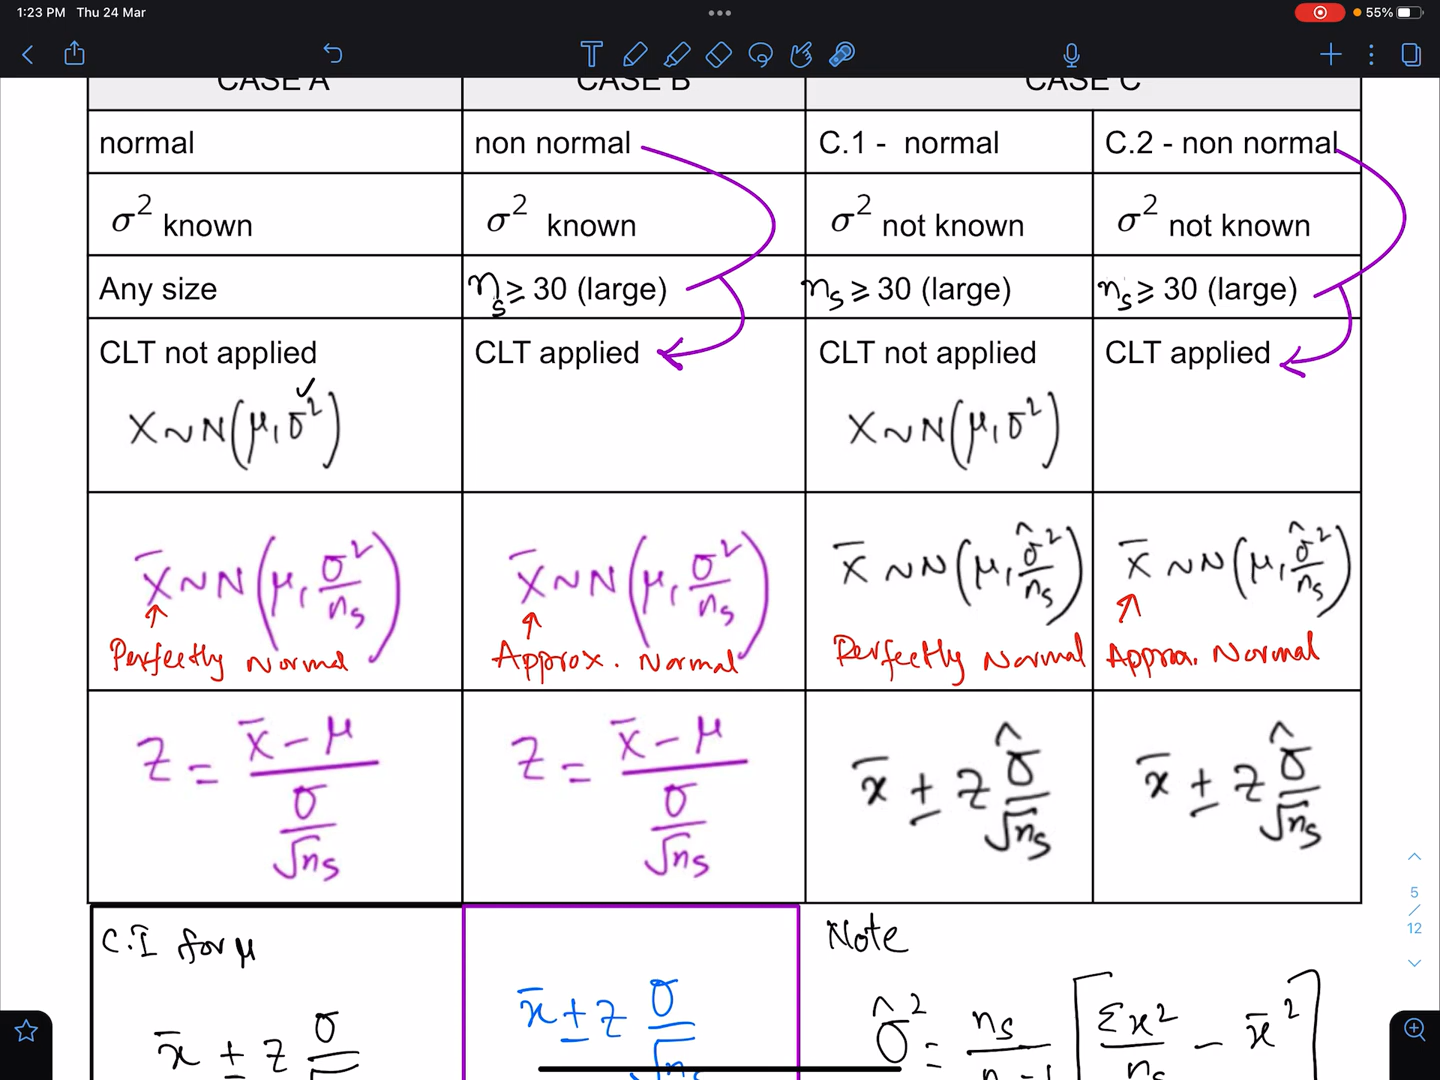 1:23 PM Thu 24 Mar
55%
CASE A CASE B CASE C
normal non normal C.1 - normal C.2 - non normal
σ² known σ² known σ² not known σ² not known
Any size nₛ ≥ 30 (large) nₛ ≥ 30 (large) nₛ ≥ 30 (large)
CLT not applied CLT applied CLT not applied CLT applied
X ~ N(μ, σ²) X ~ N(μ, σ²)
X̄ ~ N(μ, σ²/nₛ) X̄ ~ N(μ, σ²/nₛ) X̄ ~ N(μ, σ̂²/nₛ) X̄ ~ N(μ, σ̂²/nₛ)
Perfectly Normal Approx. Normal Perfectly Normal Approx. Normal
Z = (x̄ - μ)/(σ/√nₛ) Z = (x̄ - μ)/(σ/√nₛ) x̄ ± z σ̂/√nₛ x̄ ± z σ̂/√nₛ
5
/
12
C.I for μ Note
x̄ ± z σ/√ x̄ ± z σ/√nₛ σ̂² = nₛ/(nₛ-1) [Σx²/nₛ - x̄²]